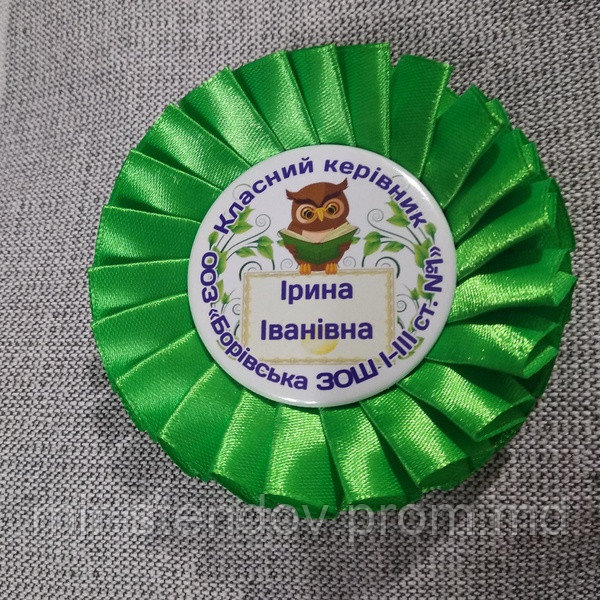 Класний керівник
Ірина
Іванівна
ООЗ «Борівська ЗОШ І-ІІІ ст. №1»